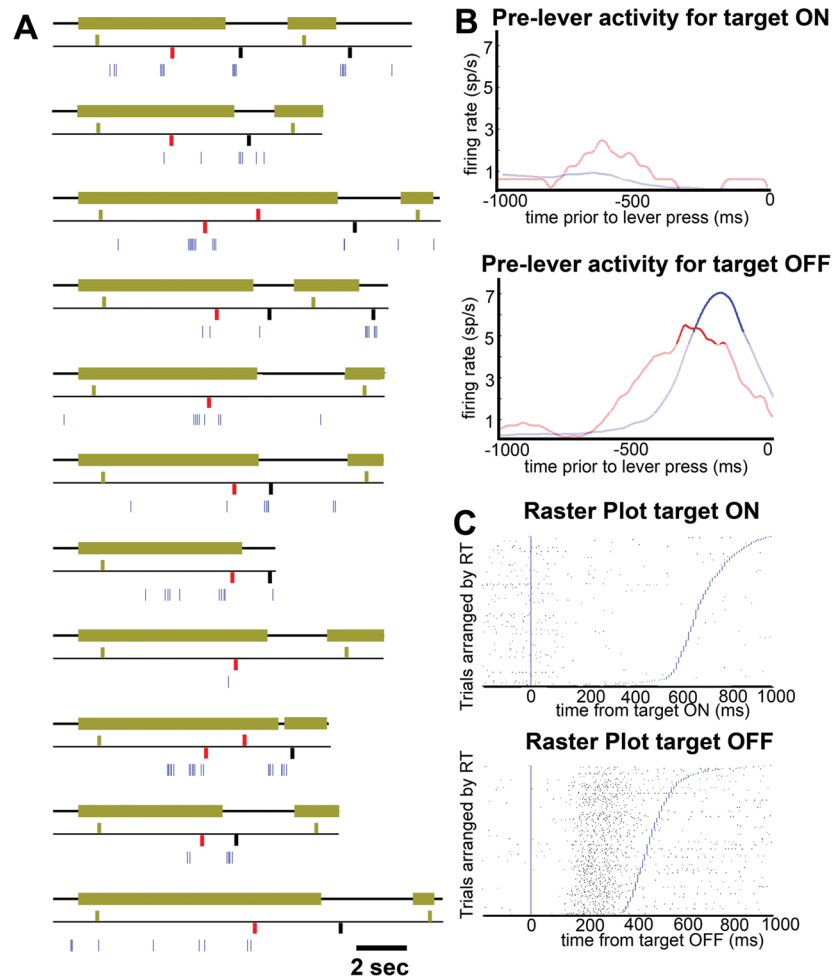 A
2 sec
B
Pre-lever activity for target ON
firing rate (sp/s)
7
5
3
1
-1000 -500 0
time prior to lever press (ms)
Pre-lever activity for target OFF
firing rate (sp/s)
7
5
3
1
-1000 -500 0
time prior to lever press (ms)
C
Raster Plot target ON
Trials arranged by RT
0 200 400 600 800 1000
time from target ON (ms)
Raster Plot target OFF
Trials arranged by RT
0 200 400 600 800 1000
time from target OFF (ms)